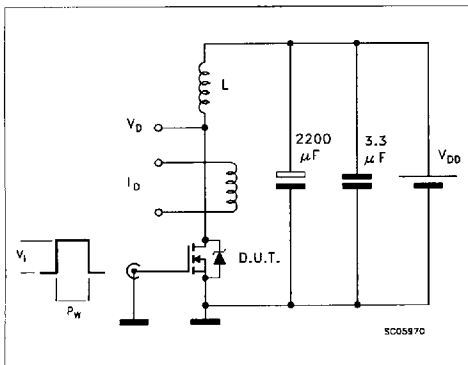 L
V_D
2200
μF
3.3
μF
V_DD
I_D
V_i
D.U.T.
P_W
SC05970